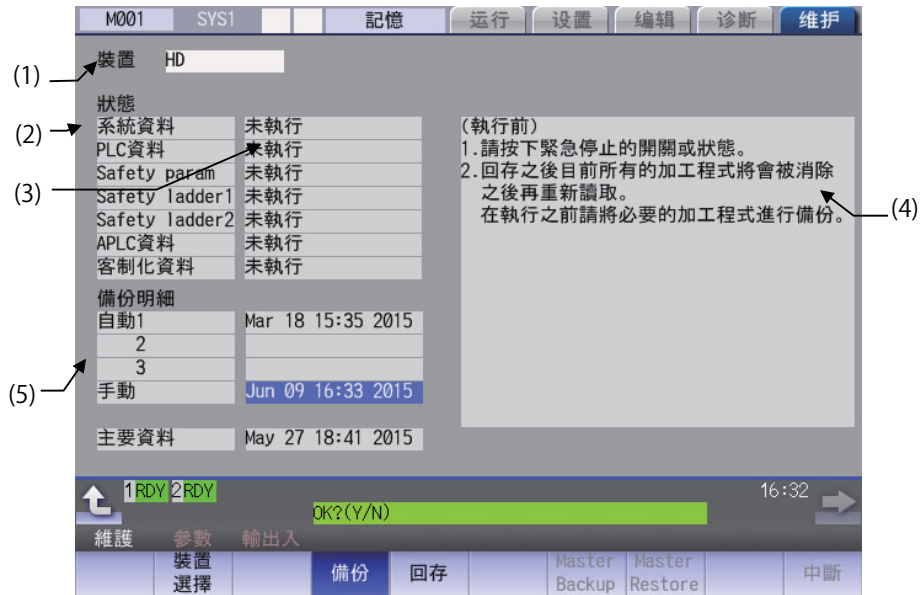 M001 SYS1 記憶 运行 设置 编辑 诊断 维护
(1) 裝置 HD
狀態
(2) 系統資料 未執行
PLC資料 未執行
(3) Safety param 未執行
Safety ladder1 未執行
Safety ladder2 未執行
APLC資料 未執行
客制化資料 未執行
(執行前)
1.請按下緊急停止的開關或狀態。
2.回存之後目前所有的加工程式將會被消除
之後再重新讀取。
在執行之前請將必要的加工程式進行備份。
(4)
備份明細
自動1 Mar 18 15:35 2015
2
3
(5) 手動 Jun 09 16:33 2015
主要資料 May 27 18:41 2015
1RDY 2RDY 16:32
OK?(Y/N)
維護 參數 輸出入
裝置
選擇
備份 回存
Master
Backup
Master
Restore
中斷